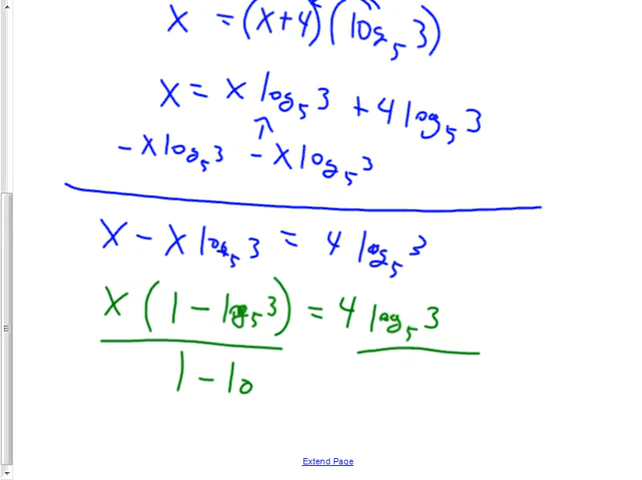 x = (x+4)(log₅ 3)
x = x log₅ 3 + 4 log₅ 3
- x log₅ 3 - x log₅ 3
x - x log₅ 3 = 4 log₅ 3
x (1 - log₅ 3) = 4 log₅ 3
1 - lo
Extend Page